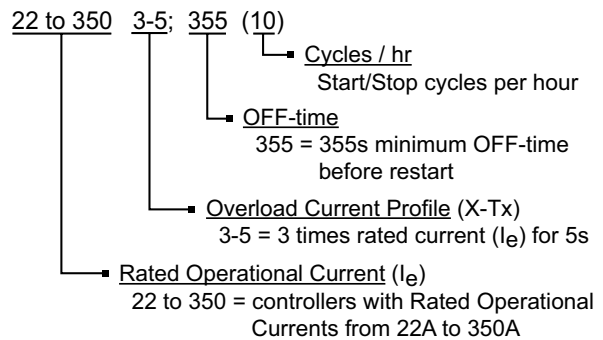 22 to 350 3-5; 355 (10)
Cycles / hr
Start/Stop cycles per hour
OFF-time
355 = 355s minimum OFF-time
before restart
Overload Current Profile (X-Tx)
3-5 = 3 times rated current (Ie) for 5s
Rated Operational Current (Ie)
22 to 350 = controllers with Rated Operational
Currents from 22A to 350A